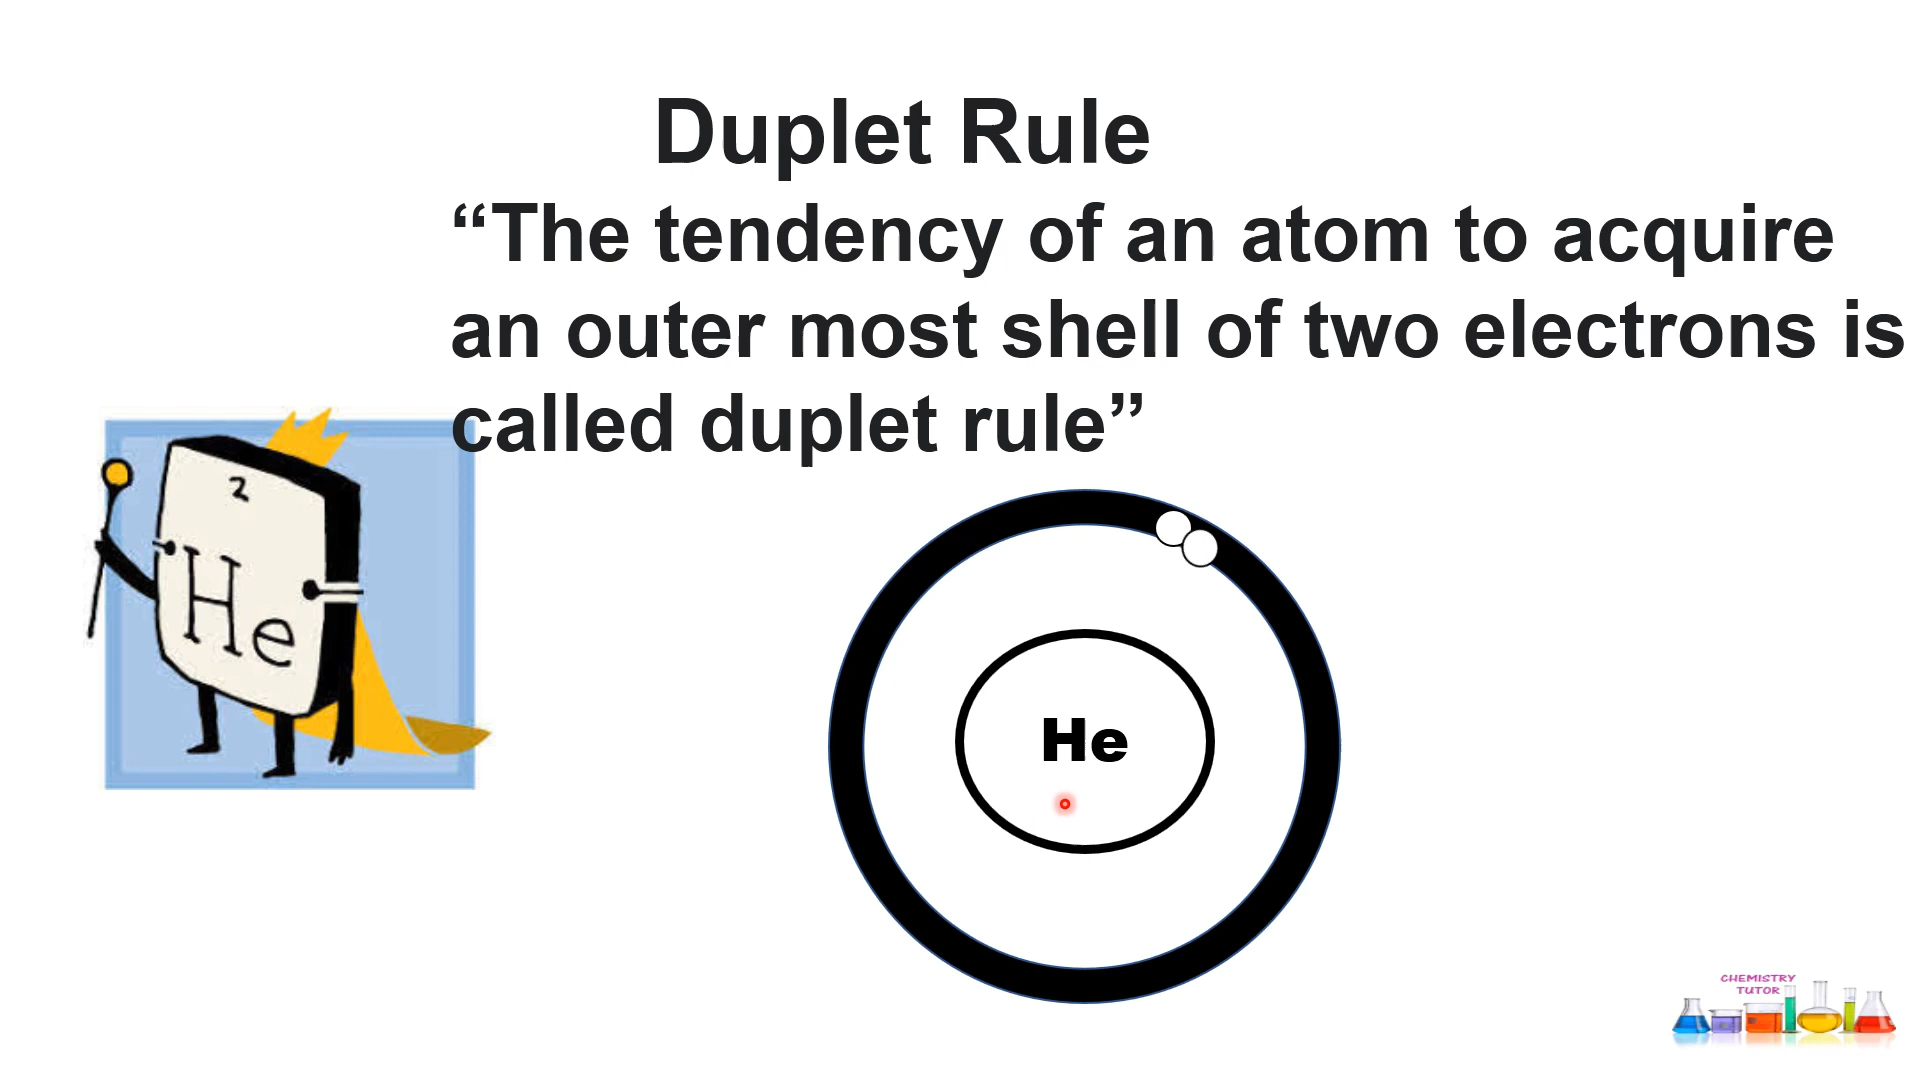 Duplet Rule
“The tendency of an atom to acquire
an outer most shell of two electrons is
called duplet rule”
2
He
He
CHEMISTRY
TUTOR